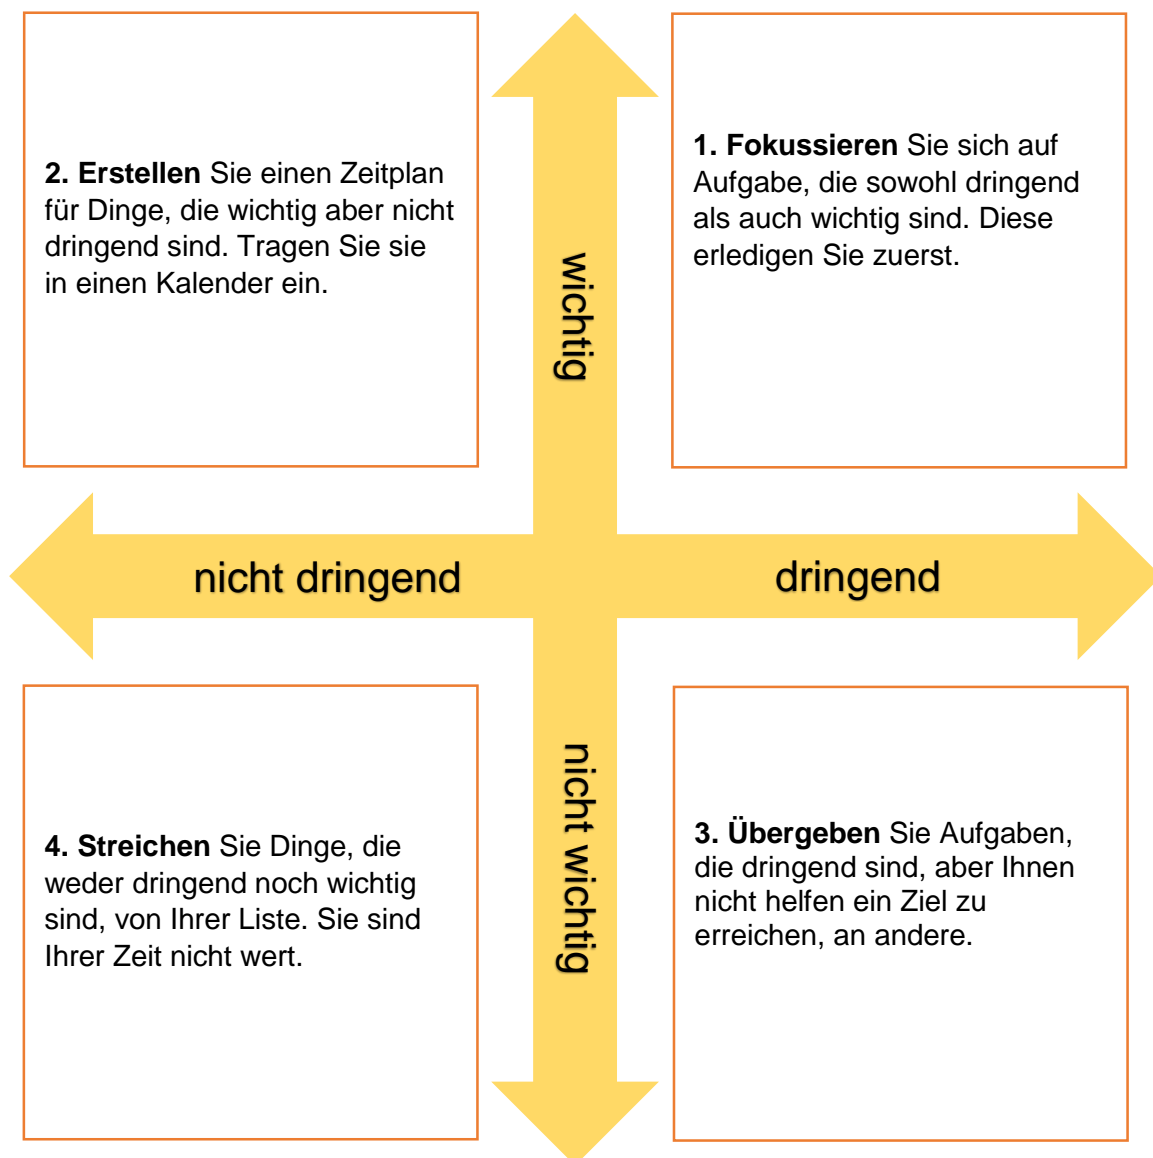 2. Erstellen Sie einen Zeitplan
für Dinge, die wichtig aber nicht
dringend sind. Tragen Sie sie
in einen Kalender ein.
wichtig
1. Fokussieren Sie sich auf
Aufgabe, die sowohl dringend
als auch wichtig sind. Diese
erledigen Sie zuerst.
nicht dringend
dringend
4. Streichen Sie Dinge, die
weder dringend noch wichtig
sind, von Ihrer Liste. Sie sind
Ihrer Zeit nicht wert.
nicht wichtig
3. Übergeben Sie Aufgaben,
die dringend sind, aber Ihnen
nicht helfen ein Ziel zu
erreichen, an andere.